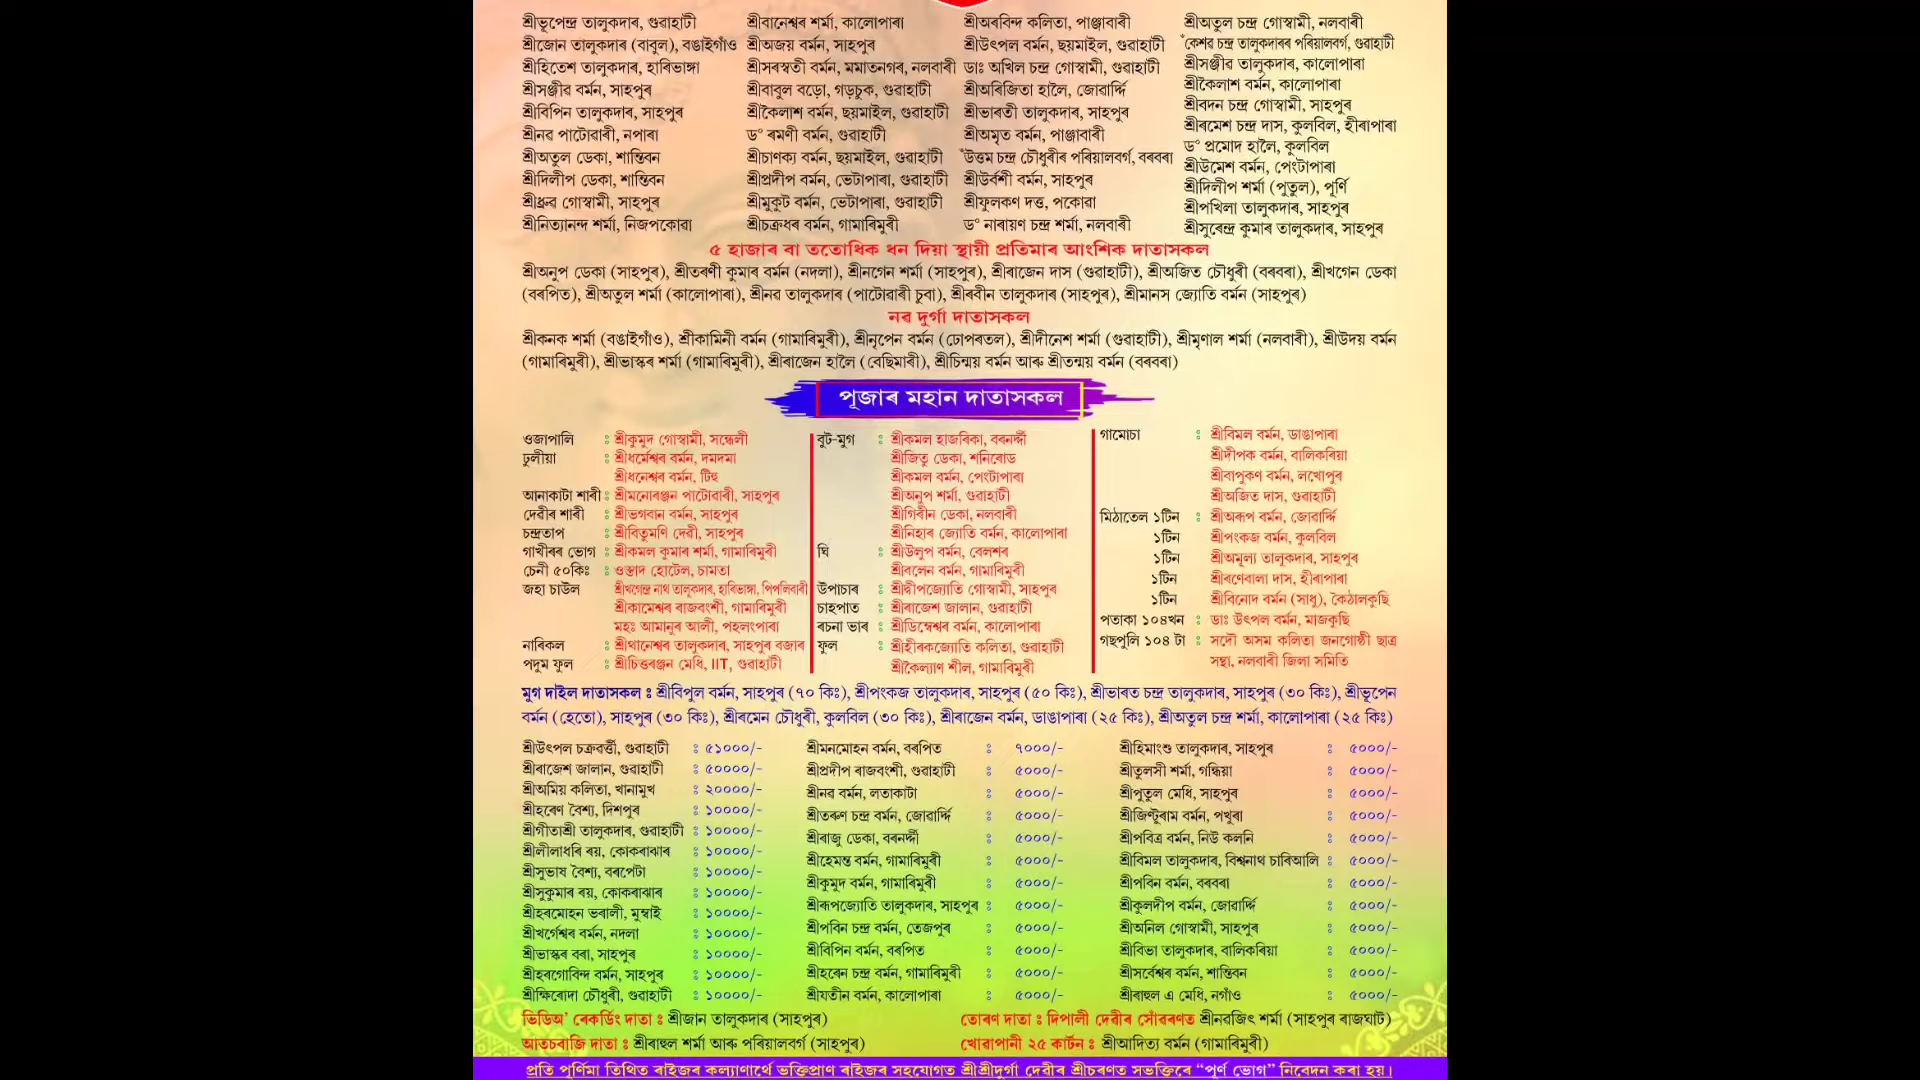 শ্ৰীভূপেন্দ্ৰ তালুকদাৰ, গুৱাহাটী
শ্ৰীজোন তালুকদাৰ (বাবুল), বঙাইগাঁও
শ্ৰীহিতেশ তালুকদাৰ, হাৰিভাঙ্গা
শ্ৰীসঞ্জীৱ বৰ্মন, সাহপুৰ
শ্ৰীবিপিন তালুকদাৰ, সাহপুৰ
শ্ৰীনৱ পাটোৱাৰী, নপাৰা
শ্ৰীঅতুল ডেকা, শান্তিবন
শ্ৰীদিলীপ ডেকা, শান্তিবন
শ্ৰীধ্ৰুৱ গোস্বামী, সাহপুৰ
শ্ৰীনিত্যানন্দ শৰ্মা, নিজপকোৱা
শ্ৰীবানেশ্বৰ শৰ্মা, কালোপাৰা
শ্ৰীঅজয় বৰ্মন, সাহপুৰ
শ্ৰীসৰস্বতী বৰ্মন, মমাতনগৰ, নলবাৰী
শ্ৰীবাবুল বড়ো, গড়চুক, গুৱাহাটী
শ্ৰীকৈলাশ বৰ্মন, ছয়মাইল, গুৱাহাটী
ড° ৰমণী বৰ্মন, গুৱাহাটী
শ্ৰীচাণক্য বৰ্মন, ছয়মাইল, গুৱাহাটী
শ্ৰীপ্ৰদীপ বৰ্মন, ভেটাপাৰা, গুৱাহাটী
শ্ৰীমুকুট বৰ্মন, ভেটাপাৰা, গুৱাহাটী
শ্ৰীচক্ৰধৰ বৰ্মন, গামাৰিমুৰী
শ্ৰীঅৰবিন্দ কলিতা, পাঞ্জাবাৰী
শ্ৰীউৎপল বৰ্মন, ছয়মাইল, গুৱাহাটী
ডাঃ অখিল চন্দ্ৰ গোস্বামী, গুৱাহাটী
শ্ৰীঅৰিজিতা হালৈ, জোৱাৰ্দ্দি
শ্ৰীভাৰতী তালুকদাৰ, সাহপুৰ
শ্ৰীঅমৃত বৰ্মন, পাঞ্জাবাৰী
ঁউত্তম চন্দ্ৰ চৌধুৰীৰ পৰিয়ালবৰ্গ, বৰবৰা
শ্ৰীউৰ্বশী বৰ্মন, সাহপুৰ
শ্ৰীফুলকণ দত্ত, পকোৱা
ড° নাৰায়ণ চন্দ্ৰ শৰ্মা, নলবাৰী
শ্ৰীঅতুল চন্দ্ৰ গোস্বামী, নলবাৰী
ঁকেশৱ চন্দ্ৰ তালুকদাৰৰ পৰিয়ালবৰ্গ, গুৱাহাটী
শ্ৰীসঞ্জীৱ তালুকদাৰ, কালোপাৰা
শ্ৰীকৈলাশ বৰ্মন, কালোপাৰা
শ্ৰীবদন চন্দ্ৰ গোস্বামী, সাহপুৰ
শ্ৰীৰমেশ চন্দ্ৰ দাস, কুলবিল, হীৰাপাৰা
ড° প্ৰমোদ হালৈ, কুলবিল
শ্ৰীউমেশ বৰ্মন, পেংটাপাৰা
শ্ৰীদিলীপ শৰ্মা (পুতুল), পূৰ্ণি
শ্ৰীপখিলা তালুকদাৰ, সাহপুৰ
শ্ৰীসুৰেন্দ্ৰ কুমাৰ তালুকদাৰ, সাহপুৰ
৫ হাজাৰ বা ততোধিক ধন দিয়া স্থায়ী প্ৰতিমাৰ আংশিক দাতাসকল
শ্ৰীঅনুপ ডেকা (সাহপুৰ), শ্ৰীতৰণী কুমাৰ বৰ্মন (নদলা), শ্ৰীনগেন শৰ্মা (সাহপুৰ), শ্ৰীৰাজেন দাস (গুৱাহাটী), শ্ৰীঅজিত চৌধুৰী (বৰবৰা), শ্ৰীখগেন ডেকা
(বৰপিত), শ্ৰীঅতুল শৰ্মা (কালোপাৰা), শ্ৰীনৱ তালুকদাৰ (পাটোৱাৰী চুবা), শ্ৰীৰবীন তালুকদাৰ (সাহপুৰ), শ্ৰীমানস জ্যোতি বৰ্মন (সাহপুৰ)
নৱ দুৰ্গা দাতাসকল
শ্ৰীকনক শৰ্মা (বঙাইগাঁও), শ্ৰীকামিনী বৰ্মন (গামাৰিমুৰী), শ্ৰীনৃপেন বৰ্মন (ঢোপৰতল), শ্ৰীদীনেশ শৰ্মা (গুৱাহাটী), শ্ৰীমৃণাল শৰ্মা (নলবাৰী), শ্ৰীউদয় বৰ্মন
(গামাৰিমুৰী), শ্ৰীভাস্কৰ শৰ্মা (গামাৰিমুৰী), শ্ৰীৰাজেন হালৈ (বেছিমাৰী), শ্ৰীচিন্ময় বৰ্মন আৰু শ্ৰীতন্ময় বৰ্মন (বৰবৰা)
পূজাৰ মহান দাতাসকল
ওজাপালি : শ্ৰীকুমুদ গোস্বামী, সন্ধেলী
ঢুলীয়া : শ্ৰীধৰ্মেশ্বৰ বৰ্মন, দমদমা
শ্ৰীধনেশ্বৰ বৰ্মন, টিহু
আনাকাটা শাৰী : শ্ৰীমনোৰঞ্জন পাটোৱাৰী, সাহপুৰ
দেৱীৰ শাৰী : শ্ৰীভগবান বৰ্মন, সাহপুৰ
চন্দ্ৰতাপ : শ্ৰীবিতুমণি দেৱী, সাহপুৰ
গাখীৰৰ ভোগ : শ্ৰীকমল কুমাৰ শৰ্মা, গামাৰিমুৰী
চেনী ৫০কিঃ : ওস্তাদ হোটেল, চামতা
জহা চাউল শ্ৰীখগেন্দ্ৰ নাথ তালুকদাৰ, হাৰিভাঙ্গা, পিপলিবাৰী
শ্ৰীকামেশ্বৰ ৰাজবংশী, গামাৰিমুৰী
মহঃ আমানুৰ আলী, পহলংপাৰা
নাৰিকল : শ্ৰীথানেশ্বৰ তালুকদাৰ, সাহপুৰ বজাৰ
পদুম ফুল : শ্ৰীচিত্তৰঞ্জন মেধি, IIT, গুৱাহাটী
বুট-মুগ : শ্ৰীকমল হাজৰিকা, বৰনৰ্দ্দী
শ্ৰীজিতু ডেকা, শনিৰোড
শ্ৰীকমল বৰ্মন, পেংটাপাৰা
শ্ৰীঅনুপ শৰ্মা, গুৱাহাটী
শ্ৰীগিৰীন ডেকা, নলবাৰী
শ্ৰীনিহাৰ জ্যোতি বৰ্মন, কালোপাৰা
ঘি : শ্ৰীউলুপ বৰ্মন, বেলশৰ
শ্ৰীবলেন বৰ্মন, গামাৰিমুৰী
উপাচাৰ : শ্ৰীদ্বীপজ্যোতি গোস্বামী, সাহপুৰ
চাহপাত : শ্ৰীৰাজেশ জালান, গুৱাহাটী
ৰচনা ভাৰ : শ্ৰীডিম্বেশ্বৰ বৰ্মন, কালোপাৰা
ফুল : শ্ৰীহীৰকজ্যোতি কলিতা, গুৱাহাটী
শ্ৰীকৈল্যাণ শীল, গামাৰিমুৰী
গামোচা : শ্ৰীবিমল বৰ্মন, ডাঙাপাৰা
শ্ৰীদীপক বৰ্মন, বালিকৰিয়া
শ্ৰীবাপুকণ বৰ্মন, লখোপুৰ
শ্ৰীঅজিত দাস, গুৱাহাটী
মিঠাতেল ১টিন : শ্ৰীঅৰূপ বৰ্মন, জোৱাৰ্দ্দি
১টিন শ্ৰীপংকজ বৰ্মন, কুলবিল
১টিন শ্ৰীঅমূল্য তালুকদাৰ, সাহপুৰ
১টিন শ্ৰীৰণেবালা দাস, হীৰাপাৰা
১টিন শ্ৰীবিনোদ বৰ্মন (সাধু), কৈঠালকুছি
পতাকা ১০৪খন : ডাঃ উৎপল বৰ্মন, মাজকুছি
গছপুলি ১০৪ টা : সদৌ অসম কলিতা জনগোষ্ঠী ছাত্ৰ
সন্থা, নলবাৰী জিলা সমিতি
মুগ দাইল দাতাসকল : শ্ৰীবিপুল বৰ্মন, সাহপুৰ (৭০ কিঃ), শ্ৰীপংকজ তালুকদাৰ, সাহপুৰ (৫০ কিঃ), শ্ৰীভাৰত চন্দ্ৰ তালুকদাৰ, সাহপুৰ (৩০ কিঃ), শ্ৰীভূপেন
বৰ্মন (হেতো), সাহপুৰ (৩০ কিঃ), শ্ৰীৰমেন চৌধুৰী, কুলবিল (৩০ কিঃ), শ্ৰীৰাজেন বৰ্মন, ডাঙাপাৰা (২৫ কিঃ), শ্ৰীঅতুল চন্দ্ৰ শৰ্মা, কালোপাৰা (২৫ কিঃ)
শ্ৰীউৎপল চক্ৰৱৰ্ত্তী, গুৱাহাটী : ৫১০০০/-
শ্ৰীৰাজেশ জালান, গুৱাহাটী : ৫০০০০/-
শ্ৰীঅমিয় কলিতা, খানামুখ : ২০০০০/-
শ্ৰীহৰেণ বৈশ্য, দিশপুৰ : ১০০০০/-
শ্ৰীগীতাশ্ৰী তালুকদাৰ, গুৱাহাটী : ১০০০০/-
শ্ৰীলীলাধৰি ৰয়, কোকৰাঝাৰ : ১০০০০/-
শ্ৰীসুভাষ বৈশ্য, বৰপেটা : ১০০০০/-
শ্ৰীসুকুমাৰ ৰয়, কোকৰাঝাৰ : ১০০০০/-
শ্ৰীহৰমোহন ভৰালী, মুম্বাই : ১০০০০/-
শ্ৰীখৰ্গেশ্বৰ বৰ্মন, নদলা : ১০০০০/-
শ্ৰীভাস্কৰ বৰা, সাহপুৰ : ১০০০০/-
শ্ৰীহৰগোবিন্দ বৰ্মন, সাহপুৰ : ১০০০০/-
শ্ৰীক্ষিৰোদা চৌধুৰী, গুৱাহাটী : ১০০০০/-
শ্ৰীমনমোহন বৰ্মন, বৰপিত : ৭০০০/-
শ্ৰীপ্ৰদীপ ৰাজবংশী, গুৱাহাটী : ৫০০০/-
শ্ৰীনৱ বৰ্মন, লতাকাটা : ৫০০০/-
শ্ৰীতৰুণ চন্দ্ৰ বৰ্মন, জোৱাৰ্দ্দি : ৫০০০/-
শ্ৰীৰাজু ডেকা, বৰনৰ্দ্দী : ৫০০০/-
শ্ৰীহেমন্ত বৰ্মন, গামাৰিমুৰী : ৫০০০/-
শ্ৰীকুমুদ বৰ্মন, গামাৰিমুৰী : ৫০০০/-
শ্ৰীৰূপজ্যোতি তালুকদাৰ, সাহপুৰ : ৫০০০/-
শ্ৰীপবিন চন্দ্ৰ বৰ্মন, তেজপুৰ : ৫০০০/-
শ্ৰীবিপিন বৰ্মন, বৰপিত : ৫০০০/-
শ্ৰীহৰেন চন্দ্ৰ বৰ্মন, গামাৰিমুৰী : ৫০০০/-
শ্ৰীযতীন বৰ্মন, কালোপাৰা : ৫০০০/-
শ্ৰীহিমাংশু তালুকদাৰ, সাহপুৰ : ৫০০০/-
শ্ৰীতুলসী শৰ্মা, গন্ধিয়া : ৫০০০/-
শ্ৰীপুতুল মেধি, সাহপুৰ : ৫০০০/-
শ্ৰীজিণ্টুৰাম বৰ্মন, পখুৰা : ৫০০০/-
শ্ৰীপবিত্ৰ বৰ্মন, নিউ কলনি : ৫০০০/-
শ্ৰীবিমল তালুকদাৰ, বিশ্বনাথ চাৰিআলি : ৫০০০/-
শ্ৰীপবিন বৰ্মন, বৰবৰা : ৫০০০/-
শ্ৰীকুলদীপ বৰ্মন, জোৱাৰ্দ্দি : ৫০০০/-
শ্ৰীঅনিল গোস্বামী, সাহপুৰ : ৫০০০/-
শ্ৰীবিভা তালুকদাৰ, বালিকৰিয়া : ৫০০০/-
শ্ৰীসৰ্বেশ্বৰ বৰ্মন, শান্তিবন : ৫০০০/-
শ্ৰীৰাহুল এ মেধি, নগাঁও : ৫০০০/-
ভিডিঅ' ৰেকৰ্ডিং দাতা : শ্ৰীজান তালুকদাৰ (সাহপুৰ)
তোৰণ দাতা : দিপালী দেৱীৰ সোঁৱৰণত শ্ৰীনৱজিৎ শৰ্মা (সাহপুৰ ৰাজঘাট)
আতচবাজি দাতা : শ্ৰীৰাহুল শৰ্মা আৰু পৰিয়ালবৰ্গ (সাহপুৰ)
খোৱাপানী ২৫ কাৰ্টন : শ্ৰীআদিত্য বৰ্মন (গামাৰিমুৰী)
প্ৰতি পূৰ্ণিমা তিথিত ৰাইজৰ কল্যাণাৰ্থে ভক্তিপ্ৰাণ ৰাইজৰ সহযোগত শ্ৰীশ্ৰীদুৰ্গা দেৱীৰ শ্ৰীচৰণত সভক্তিৰে “পূৰ্ণ ভোগ” নিবেদন কৰা হয়।